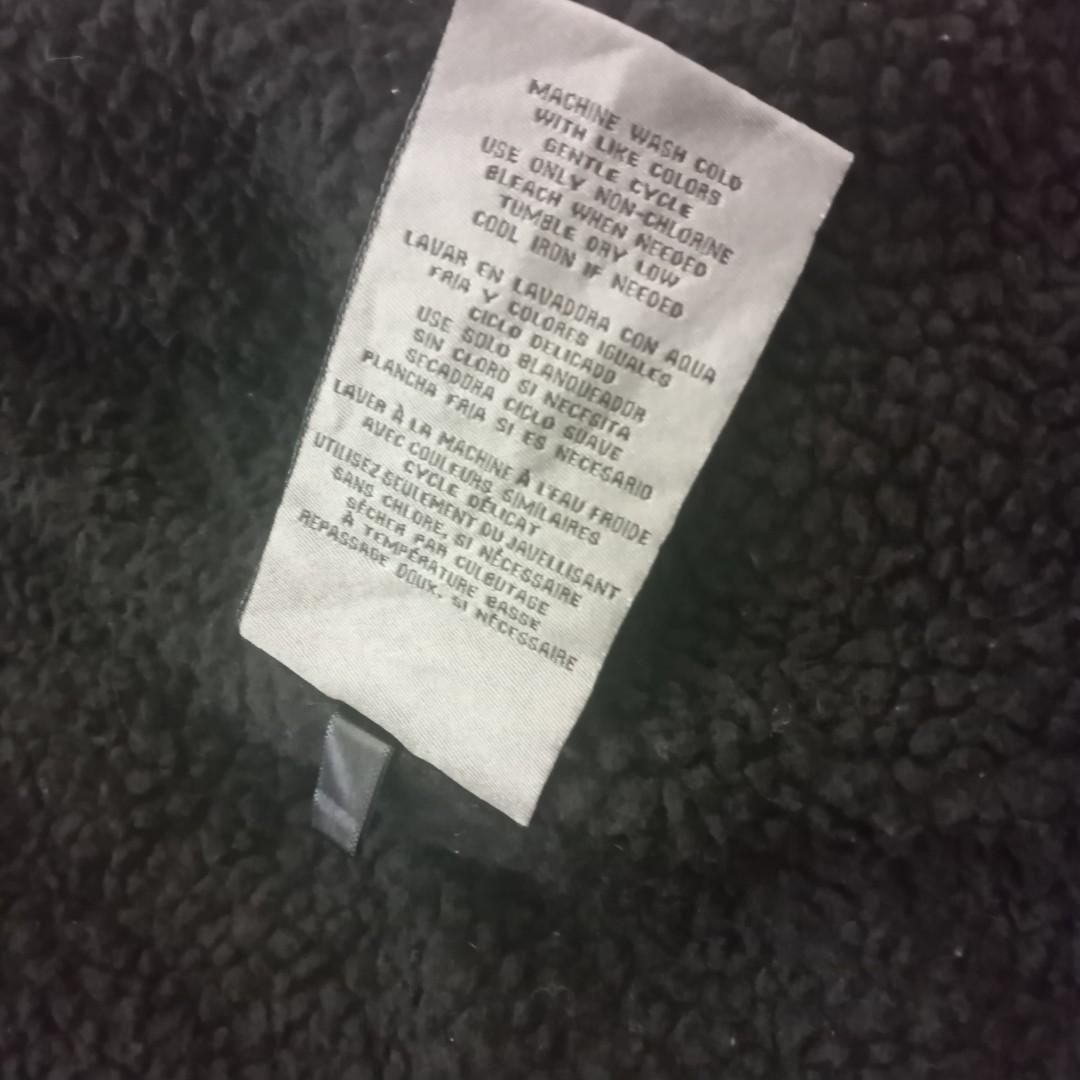 MACHINE WASH COLD
WITH LIKE COLORS
GENTLE CYCLE
USE ONLY NON-CHLORINE
BLEACH WHEN NEEDED
TUMBLE DRY LOW
COOL IRON IF NEEDED
LAVAR EN LAVADORA CON AQUA
FRIA Y COLORES IGUALES
CICLO DELICADO
USE SOLO BLANQUEADOR
SIN CLORO SI NECESITA
SECADORA CICLO SUAVE
PLANCHA FRIA SI ES NECESARIO
LAVER À LA MACHINE À L'EAU FROIDE
AVEC COULEURS SIMILAIRES
CYCLE DÉLICAT
UTILISEZ SEULEMENT DU JAVELLISANT
SANS CHLORE, SI NÉCESSAIRE
SÉCHER PAR CULBUTAGE
À TEMPÉRATURE BASSE
REPASSAGE DOUX, SI NÉCESSAIRE